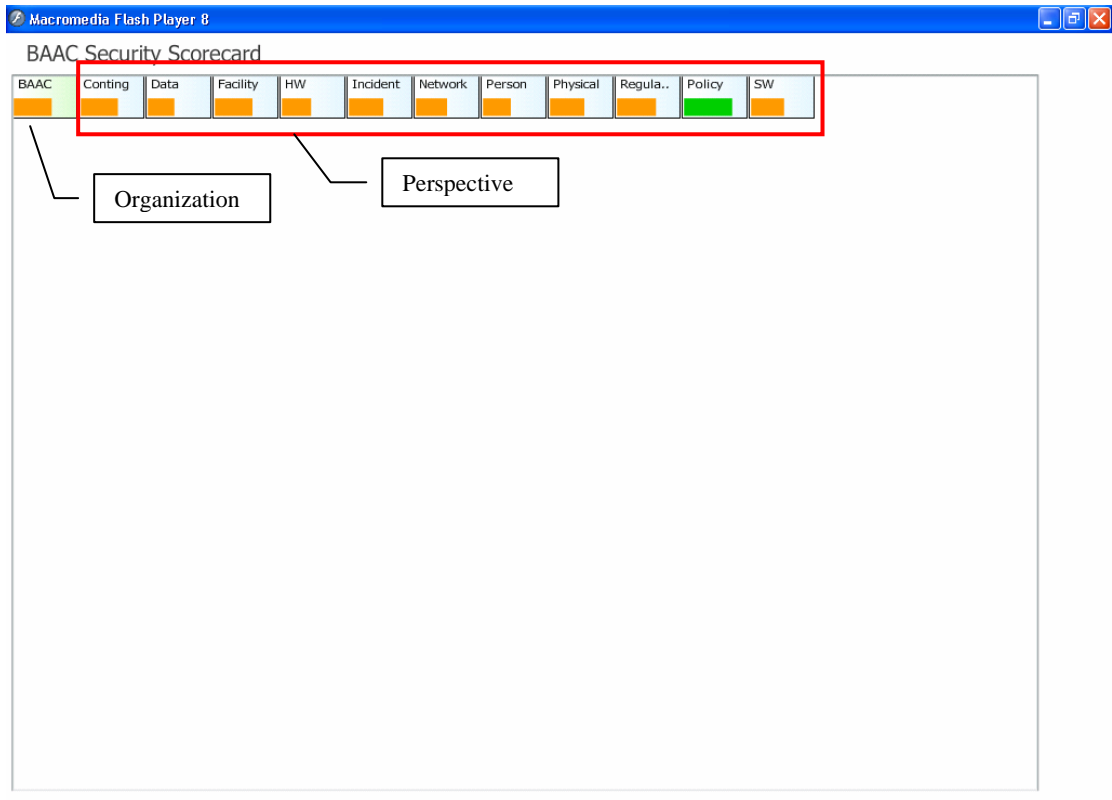 Macromedia Flash Player 8
BAAC Security Scorecard
BAAC Conting Data Facility HW Incident Network Person Physical Regula.. Policy SW
Perspective
Organization